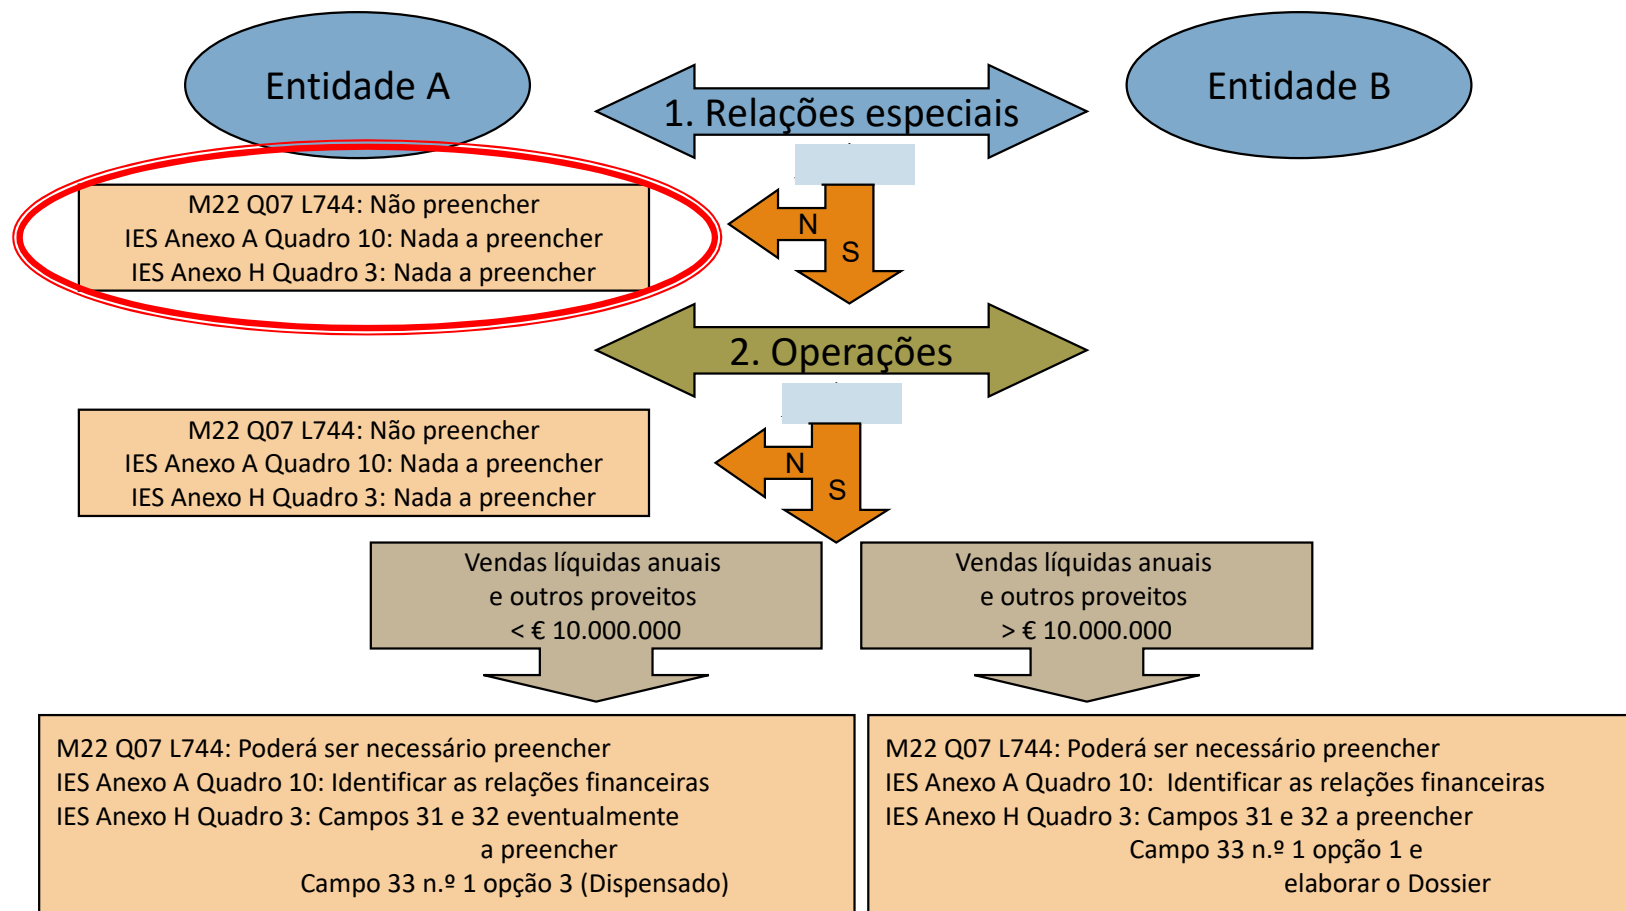 Entidade A
1. Relações especiais
Entidade B
M22 Q07 L744: Não preencher
IES Anexo A Quadro 10: Nada a preencher
IES Anexo H Quadro 3: Nada a preencher
N
S
2. Operações
M22 Q07 L744: Não preencher
IES Anexo A Quadro 10: Nada a preencher
IES Anexo H Quadro 3: Nada a preencher
N
S
Vendas líquidas anuais
e outros proveitos
< € 10.000.000
Vendas líquidas anuais
e outros proveitos
> € 10.000.000
M22 Q07 L744: Poderá ser necessário preencher
IES Anexo A Quadro 10: Identificar as relações financeiras
IES Anexo H Quadro 3: Campos 31 e 32 eventualmente
a preencher
Campo 33 n.º 1 opção 3 (Dispensado)
M22 Q07 L744: Poderá ser necessário preencher
IES Anexo A Quadro 10: Identificar as relações financeiras
IES Anexo H Quadro 3: Campos 31 e 32 a preencher
Campo 33 n.º 1 opção 1 e
elaborar o Dossier